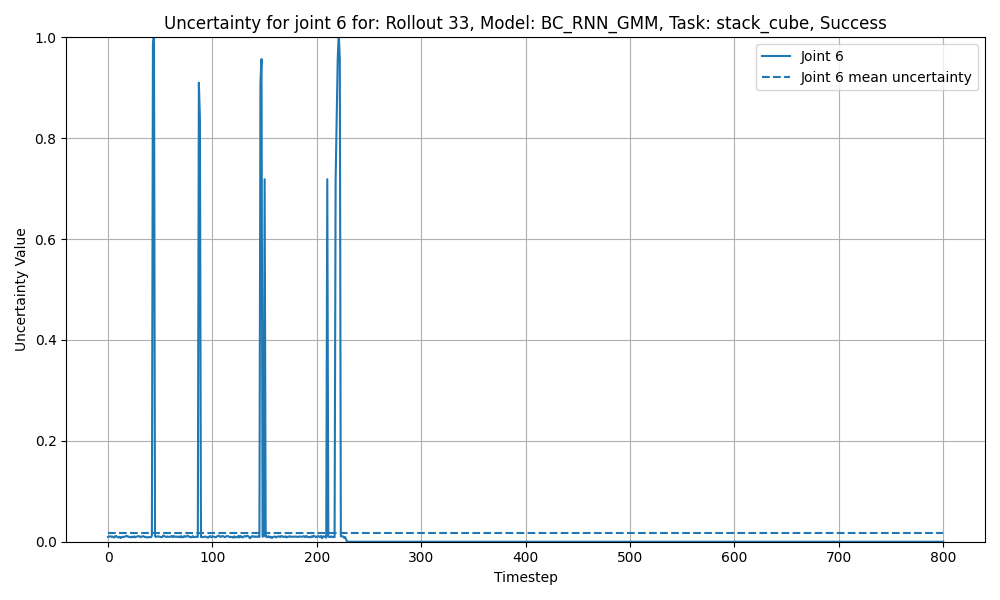 Uncertainty for joint 6 for: Rollout 33, Model: BC_RNN_GMM, Task: stack_cube, Success
Joint 6
Joint 6 mean uncertainty
Uncertainty Value
1.0
0.8
0.6
0.4
0.2
0.0
0 100 200 300 400 500 600 700 800
Timestep